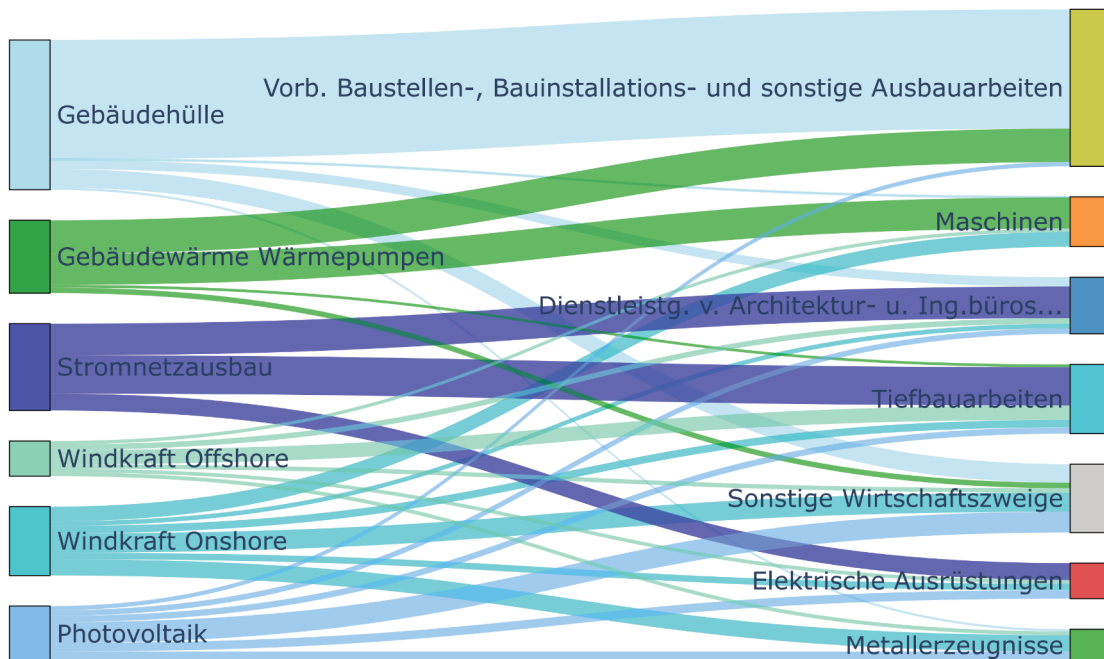 Gebäudehülle
Gebäudewärme Wärmepumpen
Stromnetzausbau
Windkraft Offshore
Windkraft Onshore
Photovoltaik
Vorb. Baustellen-, Bauinstallations- und sonstige Ausbauarbeiten
Maschinen
Dienstleistg. v. Architektur- u. Ing.büros...
Tiefbauarbeiten
Sonstige Wirtschaftszweige
Elektrische Ausrüstungen
Metallerzeugnisse